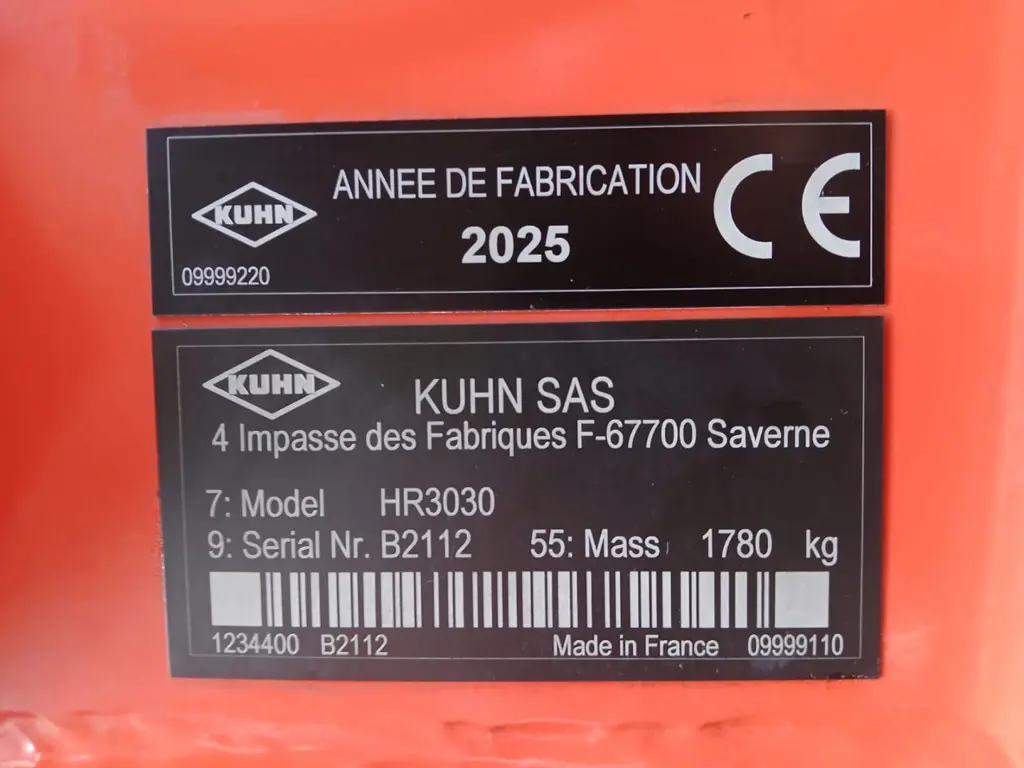 KUHN
ANNEE DE FABRICATION
2025
CE
09999220
KUHN
KUHN SAS
4 Impasse des Fabriques F-67700 Saverne
7: Model HR3030
9: Serial Nr. B2112 55: Mass 1780 kg
1234400 B2112 Made in France 09999110